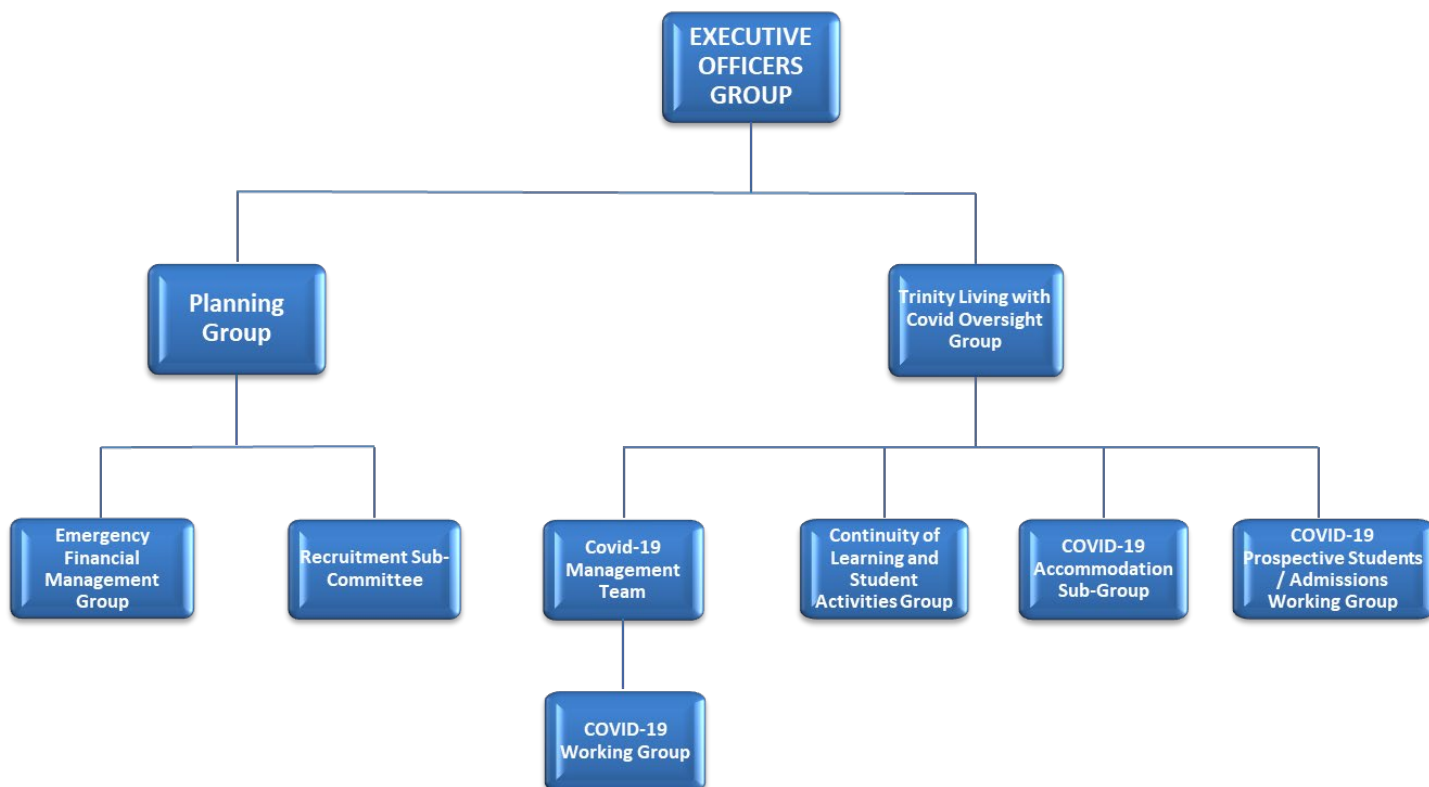 EXECUTIVE
OFFICERS
GROUP
Planning
Group
Trinity Living with
Covid Oversight
Group
Emergency
Financial
Management
Group
Recruitment Sub-
Committee
Covid-19
Management
Team
Continuity of
Learning and
Student
Activities Group
COVID-19
Accommodation
Sub-Group
COVID-19
Prospective Students
/ Admissions
Working Group
COVID-19
Working Group